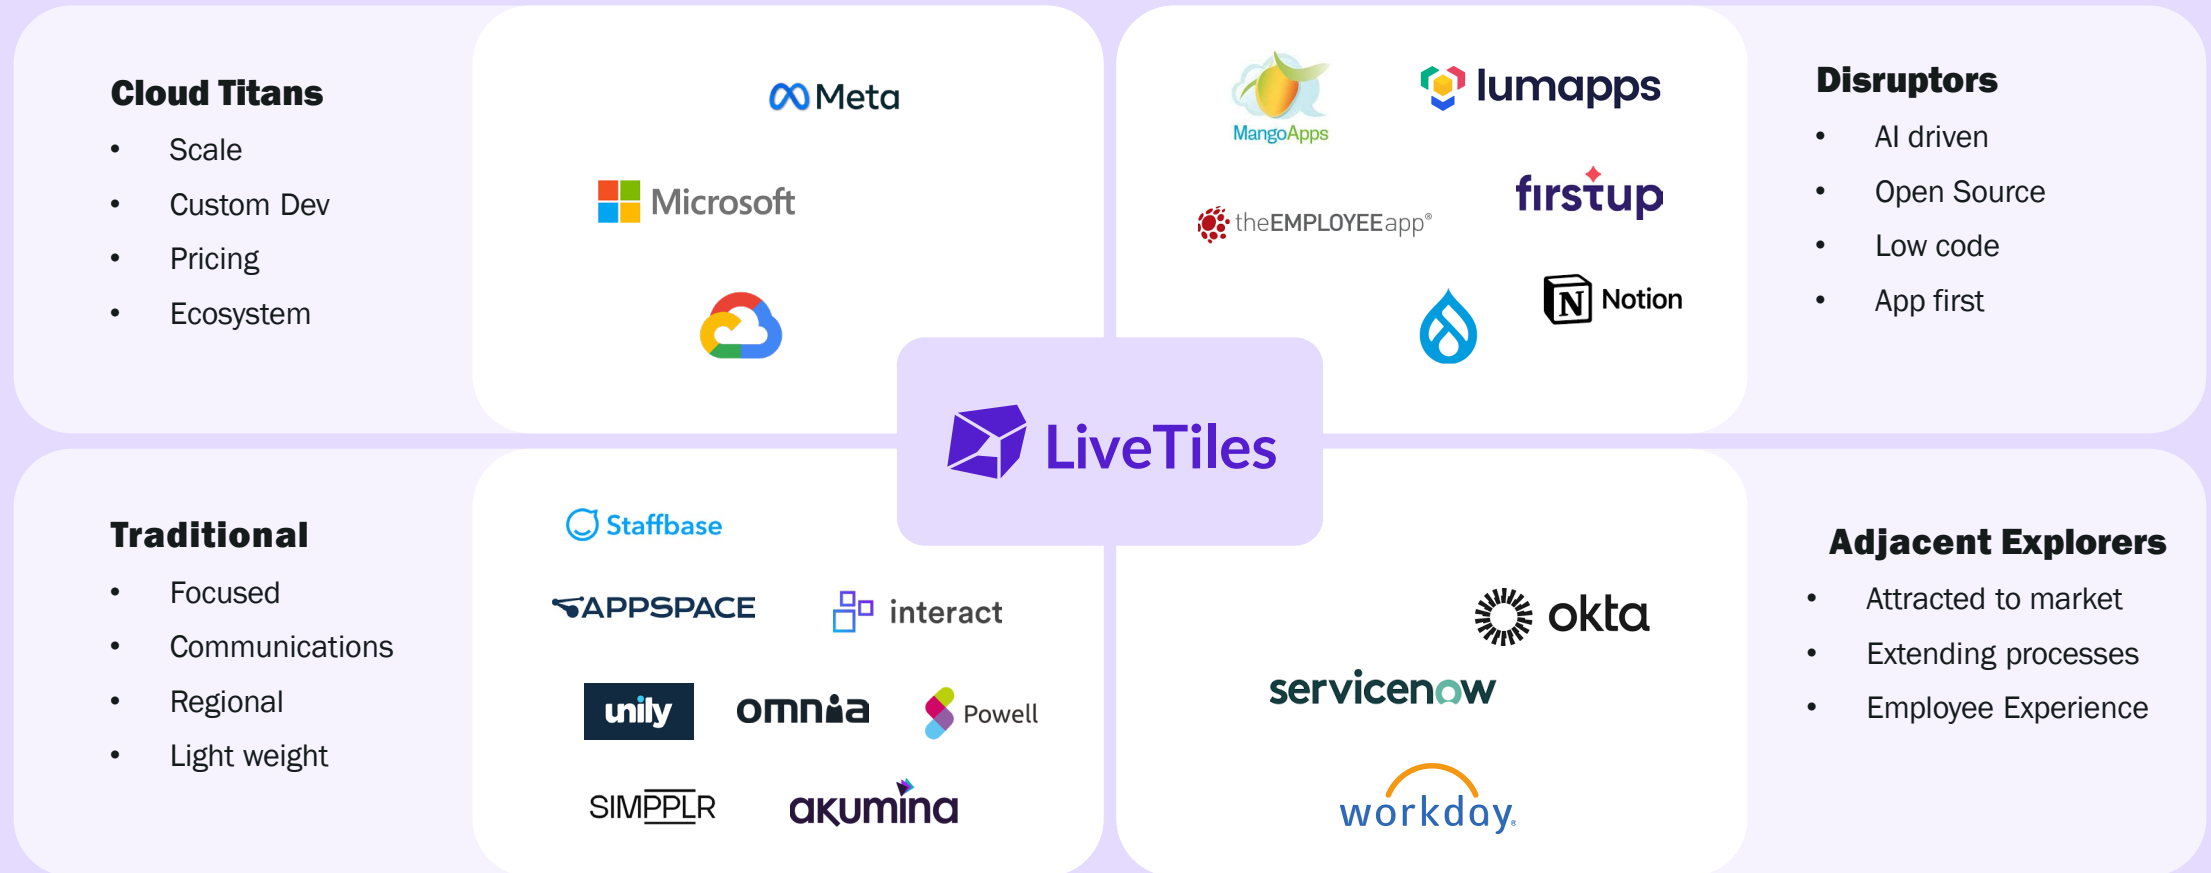 Cloud Titans
• Scale
• Custom Dev
• Pricing
• Ecosystem
Meta
Microsoft
MangoApps
lumapps
theEMPLOYEEapp®
firstup
N Notion
Disruptors
• AI driven
• Open Source
• Low code
• App first
LiveTiles
Traditional
• Focused
• Communications
• Regional
• Light weight
Staffbase
APPSPACE
interact
unily
omnia
Powell
SIMPPLR
akumina
okta
servicenow
workday®
Adjacent Explorers
• Attracted to market
• Extending processes
• Employee Experience